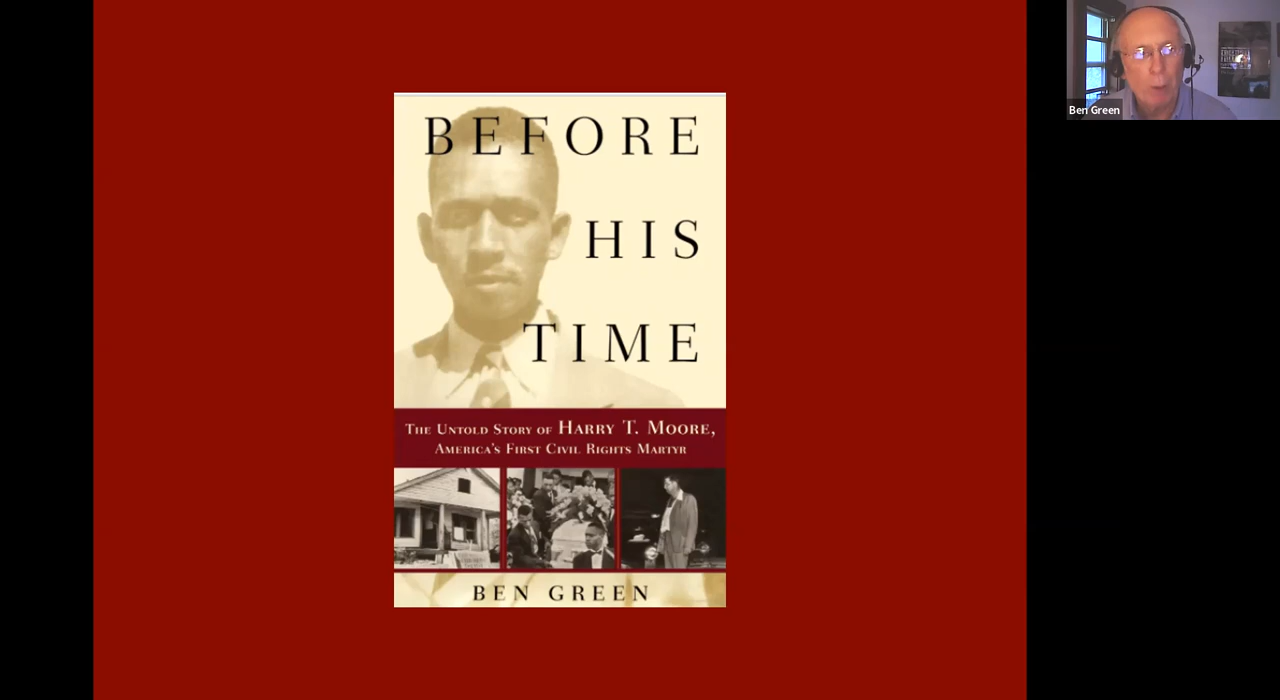 BEFORE
HIS
TIME
THE UNTOLD STORY OF HARRY T. MOORE,
AMERICA'S FIRST CIVIL RIGHTS MARTYR
BEN GREEN
Ben Green